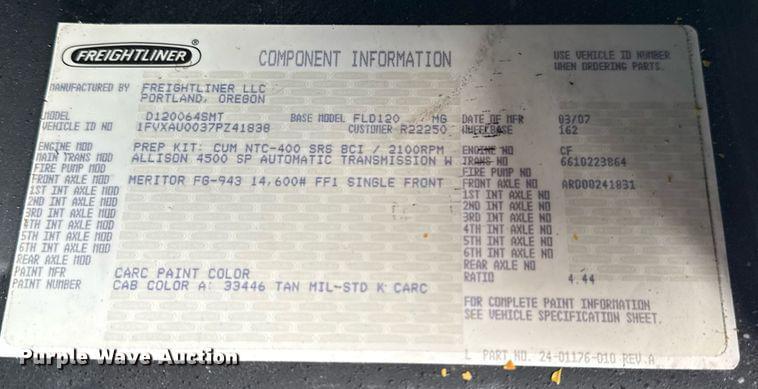 FREIGHTLINER®
COMPONENT INFORMATION
USE VEHICLE ID NUMBER
WHEN ORDERING PARTS.
MANUFACTURED BY FREIGHTLINER LLC
PORTLAND, OREGON
MODEL D120064SMT BASE MODEL FLD120 MG DATE OF MFR 03/07
VEHICLE ID NO 1FVXAU0037PZ41838 CUSTOMER R22250 WHEELBASE 162
ENGINE MOD PREP KIT: CUM NTC-400 SRS BCI / 2100RPM ENGINE NO CF
MAIN TRANS MOD ALLISON 4500 SP AUTOMATIC TRANSMISSION W TRANS NO 6610223864
FIRE PUMP MOD FIRE PUMP NO
FRONT AXLE MOD MERITOR FG-943 14,600# FF1 SINGLE FRONT FRONT AXLE NO ARD00241831
1ST INT AXLE MOD 1ST INT AXLE NO
2ND INT AXLE MOD 2ND INT AXLE NO
3RD INT AXLE MOD 3RD INT AXLE NO
4TH INT AXLE MOD 4TH INT AXLE NO
5TH INT AXLE MOD 5TH INT AXLE NO
6TH INT AXLE MOD 6TH INT AXLE NO
REAR AXLE MOD REAR AXLE NO
PAINT MFR CARC PAINT COLOR RATIO 4.44
PAINT NUMBER CAB COLOR A: 33446 TAN MIL-STD K CARC
FOR COMPLETE PAINT INFORMATION
SEE VEHICLE SPECIFICATION SHEET.
L PART NO. 24-01176-010 REV A
Purple Wave Auction